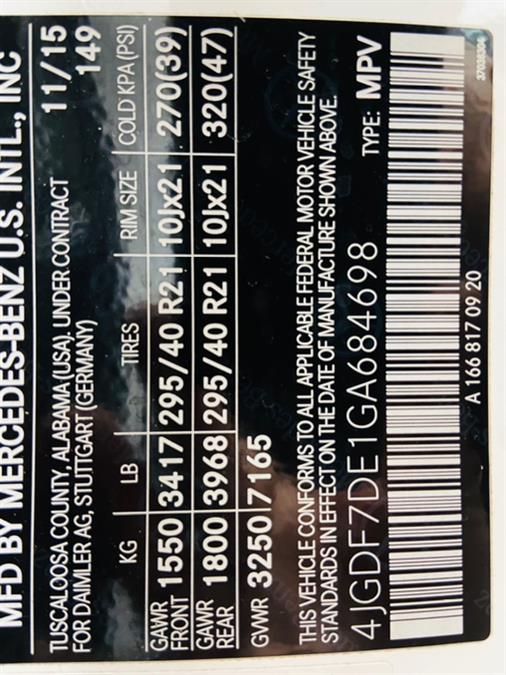 MFD BY MERCEDES-BENZ U.S. INTL., INC
TUSCALOOSA COUNTY, ALABAMA (USA), UNDER CONTRACT
FOR DAIMLER AG, STUTTGART (GERMANY)
11/15
149
KG LB TIRES RIM SIZE COLD KPA (PSI)
GAWR FRONT 1550 3417 295/40 R21 10Jx21 270(39)
GAWR REAR 1800 3968 295/40 R21 10Jx21 320(47)
GWR 3250 7165
THIS VEHICLE CONFORMS TO ALL APPLICABLE FEDERAL MOTOR VEHICLE SAFETY
STANDARDS IN EFFECT ON THE DATE OF MANUFACTURE SHOWN ABOVE.
4JGDF7DE1GA684698 TYPE: MPV
A 166 817 09 20